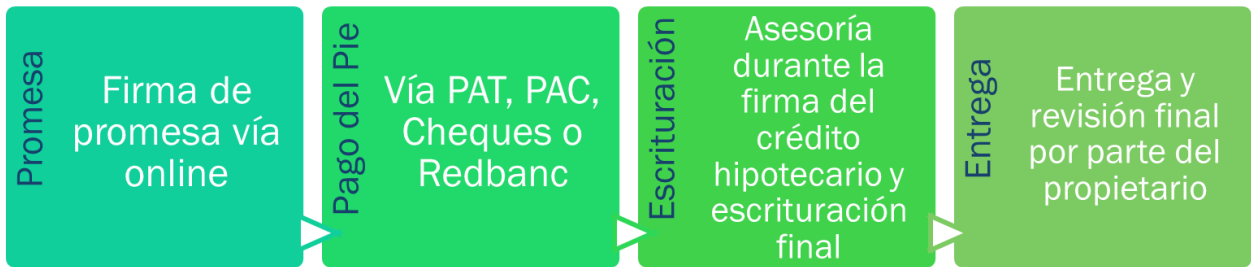 Promesa
Firma de
promesa vía
online
Pago del Pie
Vía PAT, PAC,
Cheques o
Redbanc
Escrituración
Asesoría
durante la
firma del
crédito
hipotecario y
escrituración
final
Entrega
Entrega y
revisión final
por parte del
propietario